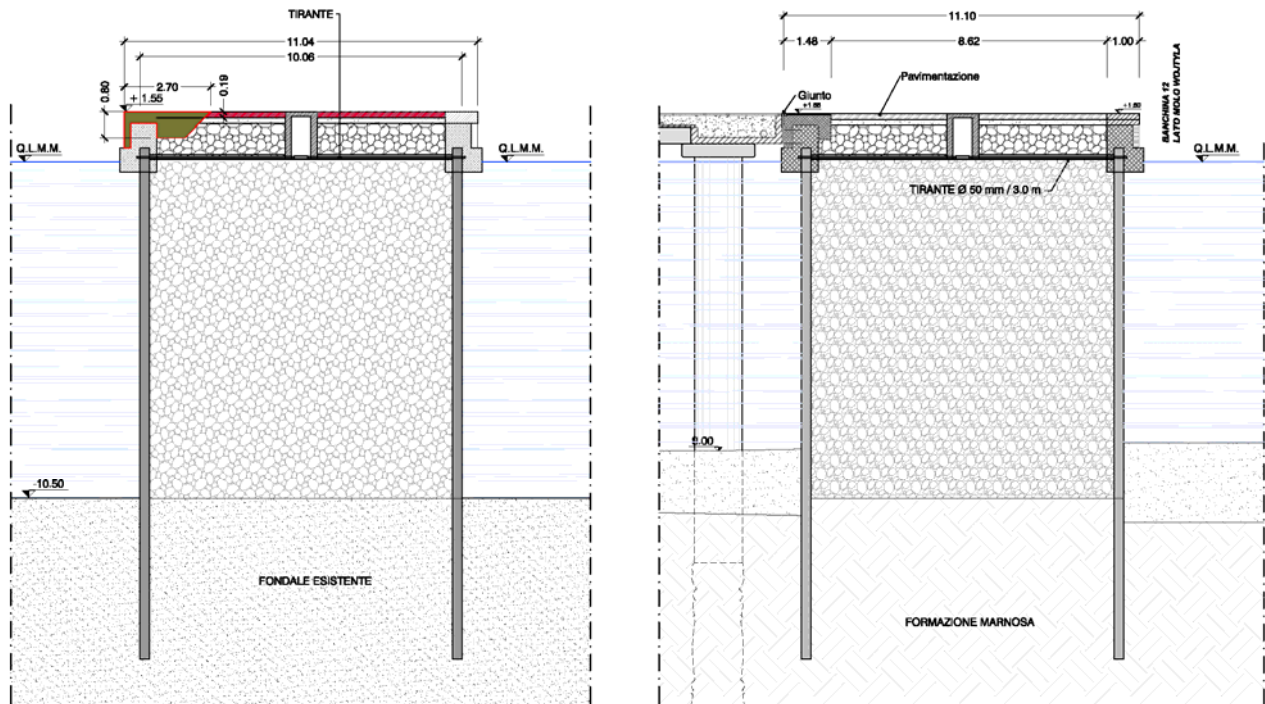 TIRANTE
11.04
10.06
0.80
2.70
0.19
+ 1.55
Q.L.M.M.
Q.L.M.M.
-10.50
FONDALE ESISTENTE
11.10
1.48
8.62
1.00
Pavimentazione
Giunto
BANCHINA 12
LATO MOLO WOJTYLA
Q.L.M.M.
TIRANTE Ø 50 mm / 3.0 m
9.00
FORMAZIONE MARNOSA